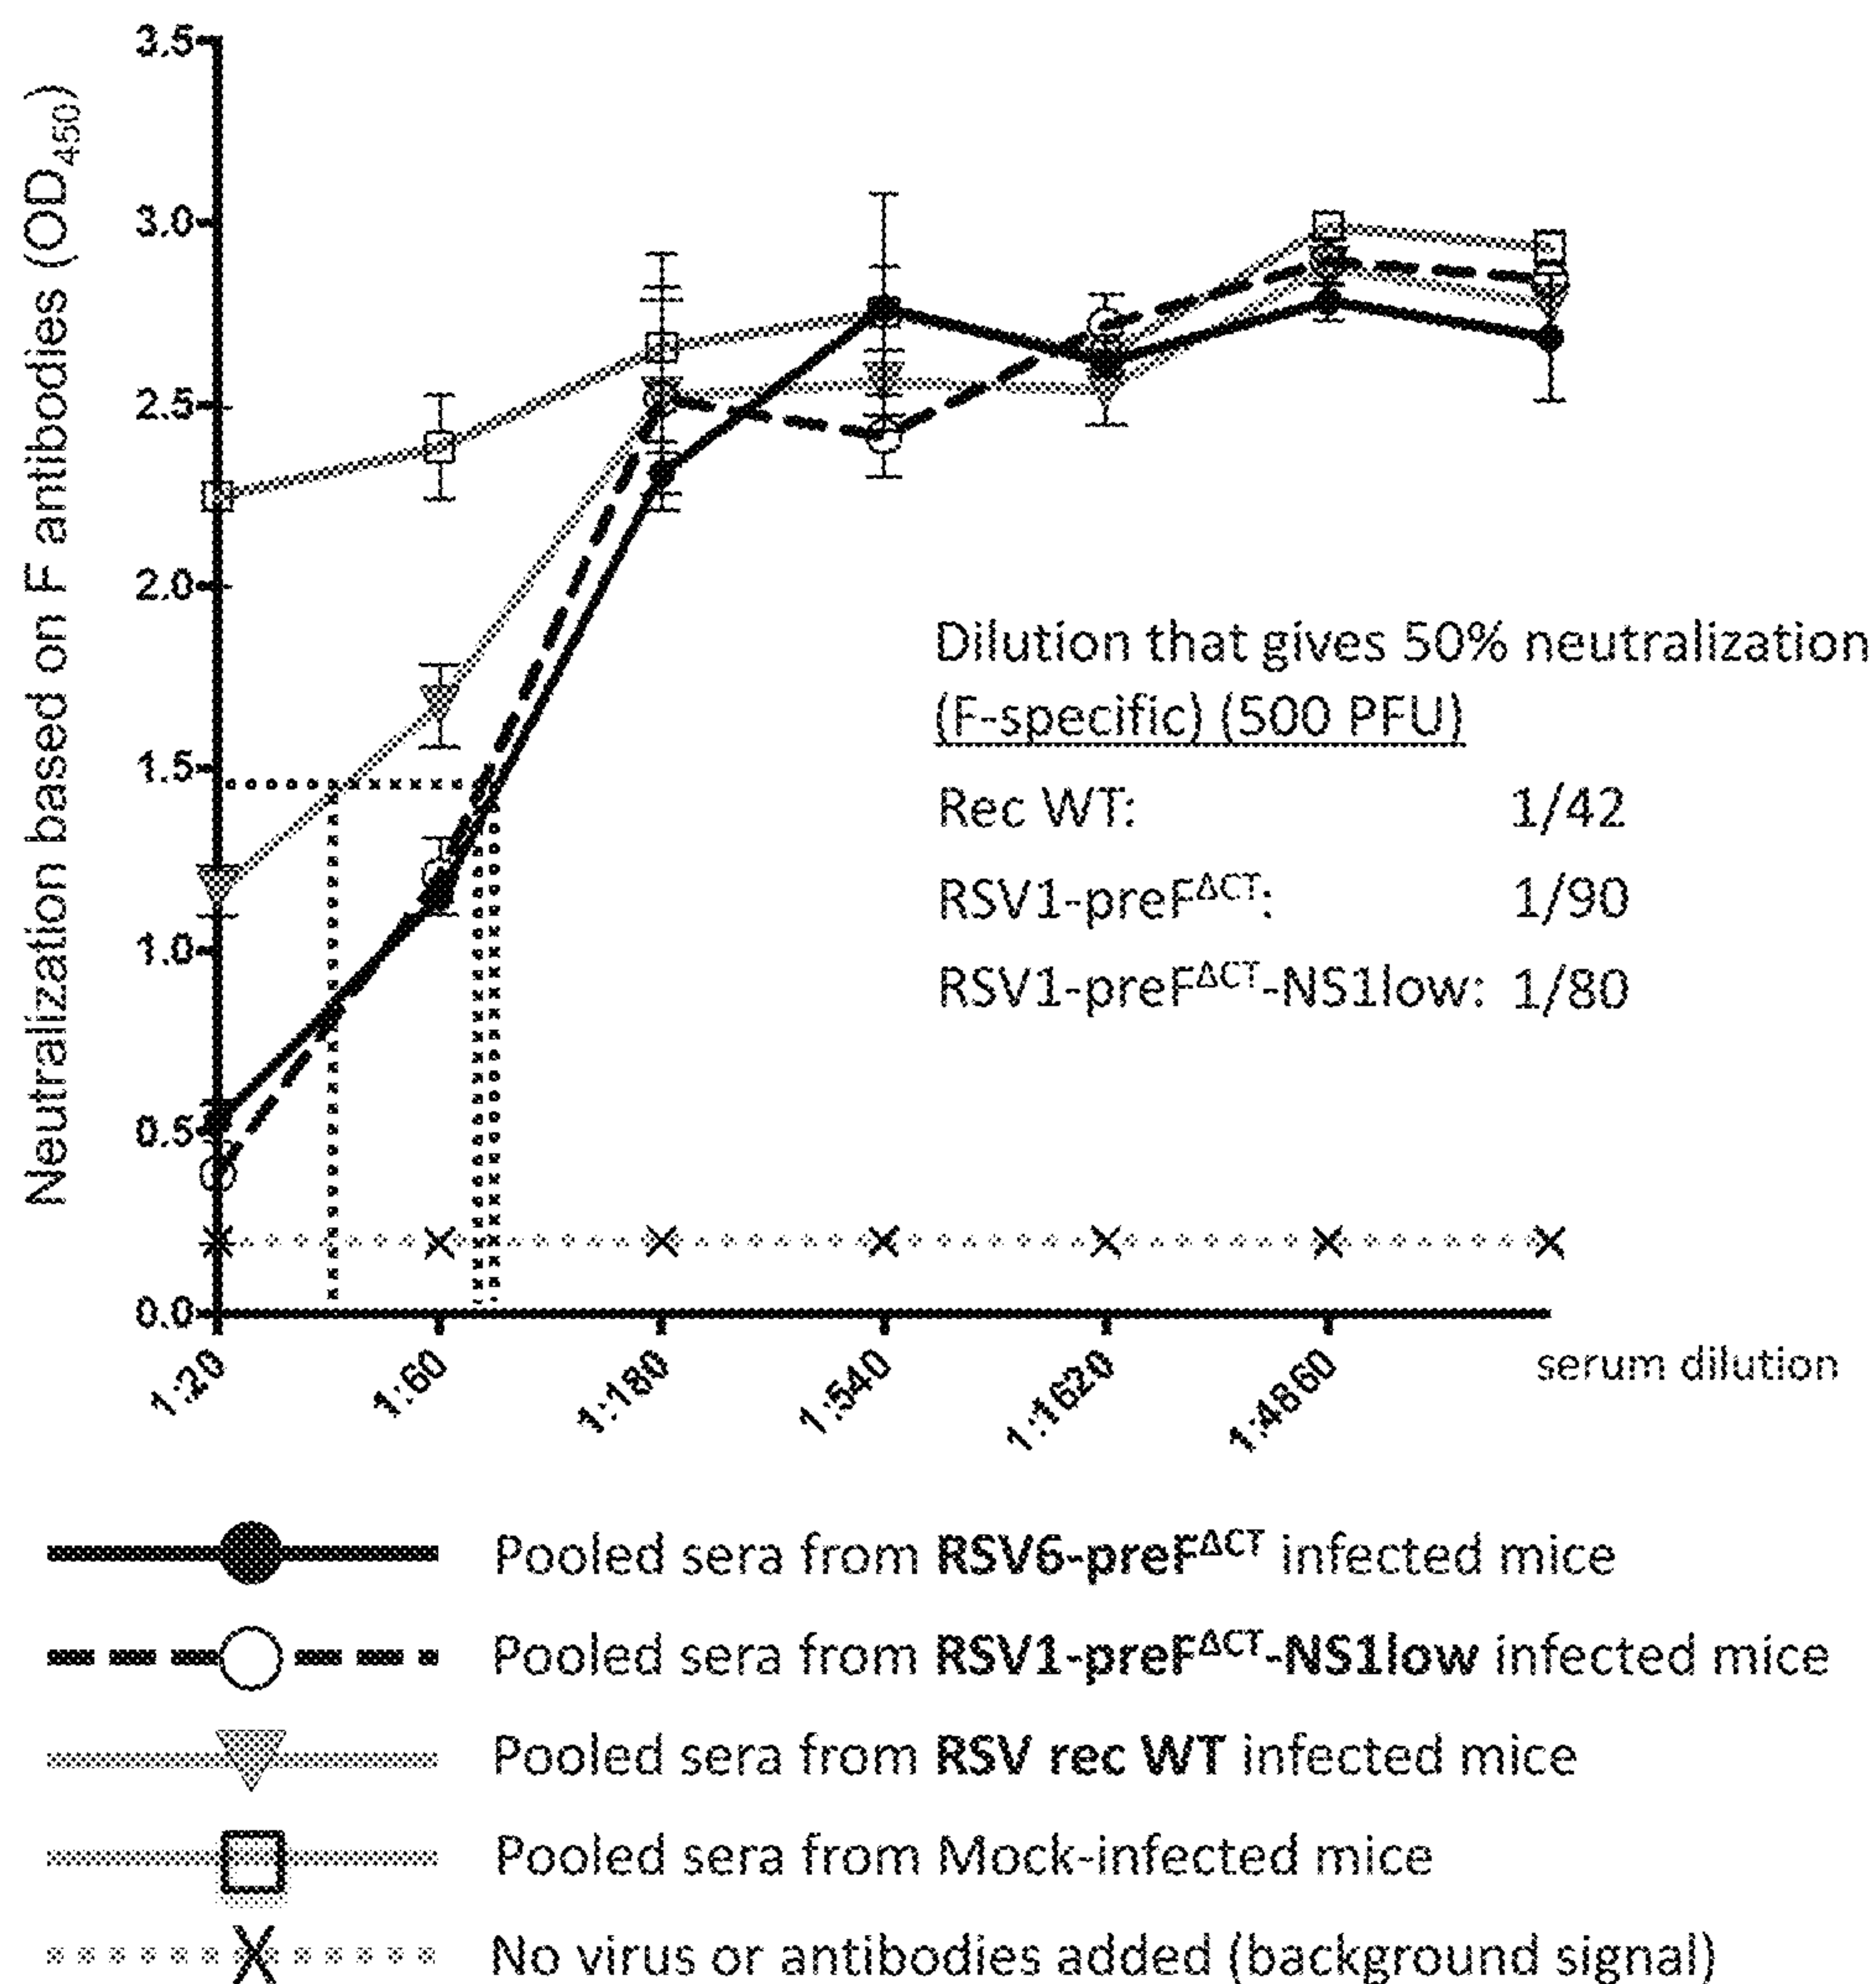 Neutralization based on F antibodies (OD450)
3.5
3.0
2.5
2.0
1.5
1.0
0.5
0.0
Dilution that gives 50% neutralization
(F-specific) (500 PFU)
Rec WT: 1/42
RSV1-preFΔCT: 1/90
RSV1-preFΔCT-NS1low: 1/80
1:20
1:60
1:180
1:540
1:1620
1:4860
serum dilution
Pooled sera from RSV6-preFΔCT infected mice
Pooled sera from RSV1-preFΔCT-NS1low infected mice
Pooled sera from RSV rec WT infected mice
Pooled sera from Mock-infected mice
No virus or antibodies added (background signal)